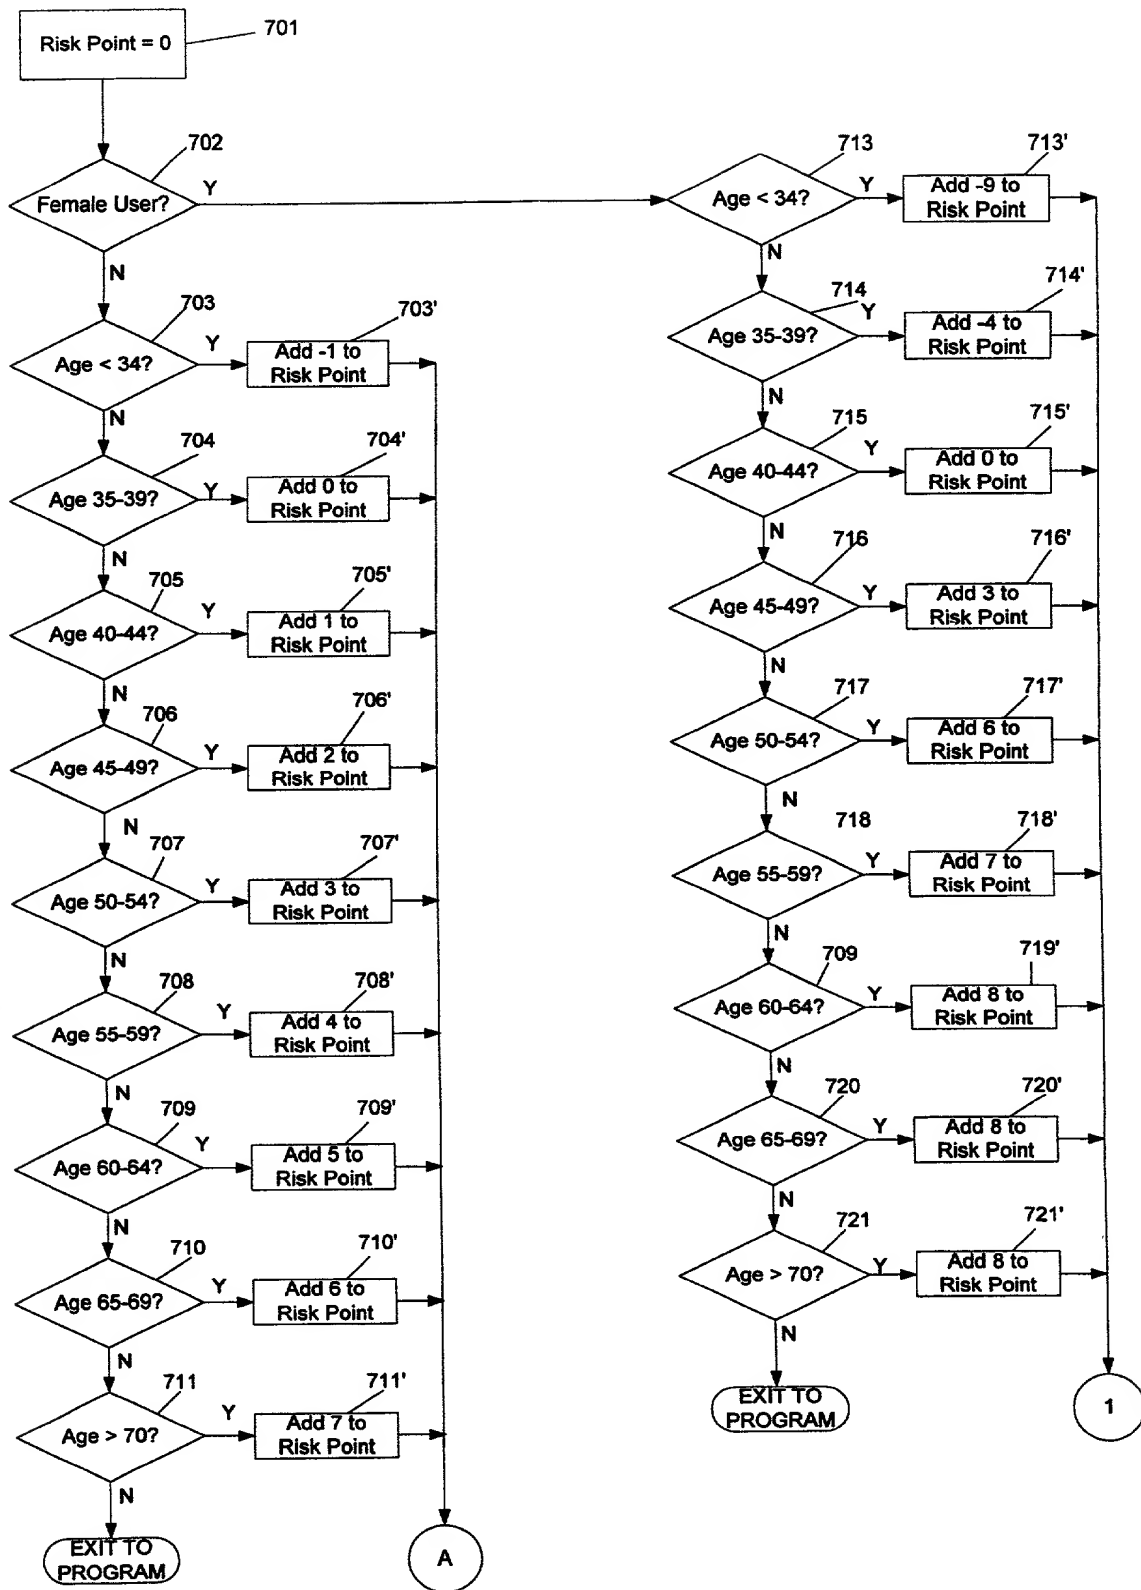 Risk Point = 0
701
702
Female User?
Y
N
703
Age < 34?
Y
703'
Add -1 to
Risk Point
N
704
Age 35-39?
Y
704'
Add 0 to
Risk Point
N
705
Age 40-44?
Y
705'
Add 1 to
Risk Point
N
706
Age 45-49?
Y
706'
Add 2 to
Risk Point
N
707
Age 50-54?
Y
707'
Add 3 to
Risk Point
N
708
Age 55-59?
Y
708'
Add 4 to
Risk Point
N
709
Age 60-64?
Y
709'
Add 5 to
Risk Point
N
710
Age 65-69?
Y
710'
Add 6 to
Risk Point
N
711
Age > 70?
Y
711'
Add 7 to
Risk Point
N
EXIT TO
PROGRAM
A
713
Age < 34?
Y
713'
Add -9 to
Risk Point
N
714
Age 35-39?
Y
714'
Add -4 to
Risk Point
N
715
Age 40-44?
Y
715'
Add 0 to
Risk Point
N
716
Age 45-49?
Y
716'
Add 3 to
Risk Point
N
717
Age 50-54?
Y
717'
Add 6 to
Risk Point
N
718
Age 55-59?
Y
718'
Add 7 to
Risk Point
N
709
Age 60-64?
Y
719'
Add 8 to
Risk Point
N
720
Age 65-69?
Y
720'
Add 8 to
Risk Point
N
721
Age > 70?
Y
721'
Add 8 to
Risk Point
N
EXIT TO
PROGRAM
1